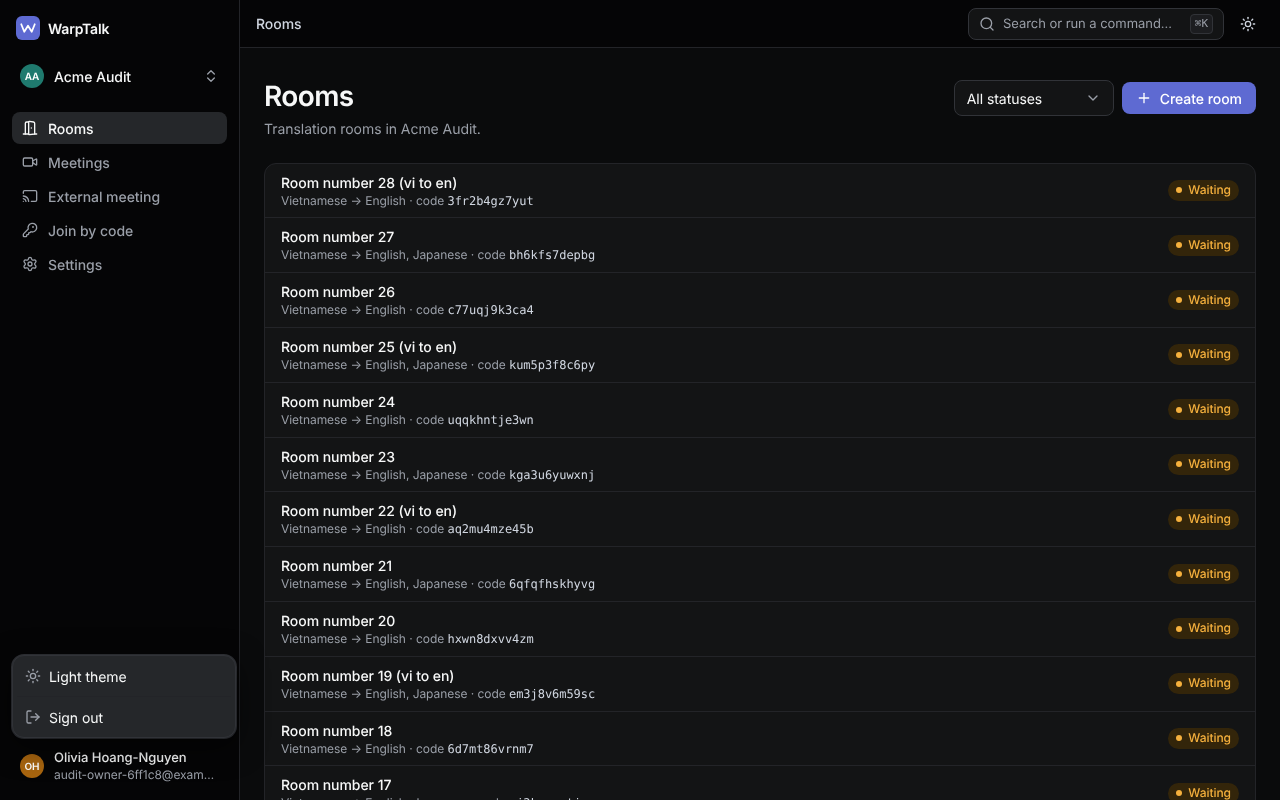 WarpTalk
AA Acme Audit
Rooms
Meetings
External meeting
Join by code
Settings
Light theme
Sign out
OH Olivia Hoang-Nguyen
audit-owner-6ff1c8@exam...
Rooms
Search or run a command... ⌘K
Rooms
Translation rooms in Acme Audit.
All statuses
+ Create room
Room number 28 (vi to en)
Vietnamese → English · code 3fr2b4gz7yut
Waiting
Room number 27
Vietnamese → English, Japanese · code bh6kfs7depbg
Waiting
Room number 26
Vietnamese → English · code c77uqj9k3ca4
Waiting
Room number 25 (vi to en)
Vietnamese → English, Japanese · code kum5p3f8c6py
Waiting
Room number 24
Vietnamese → English · code uqqkhntje3wn
Waiting
Room number 23
Vietnamese → English, Japanese · code kga3u6yuwxnj
Waiting
Room number 22 (vi to en)
Vietnamese → English · code aq2mu4mze45b
Waiting
Room number 21
Vietnamese → English, Japanese · code 6qfqfhskhyvg
Waiting
Room number 20
Vietnamese → English · code hxwn8dxvv4zm
Waiting
Room number 19 (vi to en)
Vietnamese → English, Japanese · code em3j8v6m59sc
Waiting
Room number 18
Vietnamese → English · code 6d7mt86vrnm7
Waiting
Room number 17
Waiting